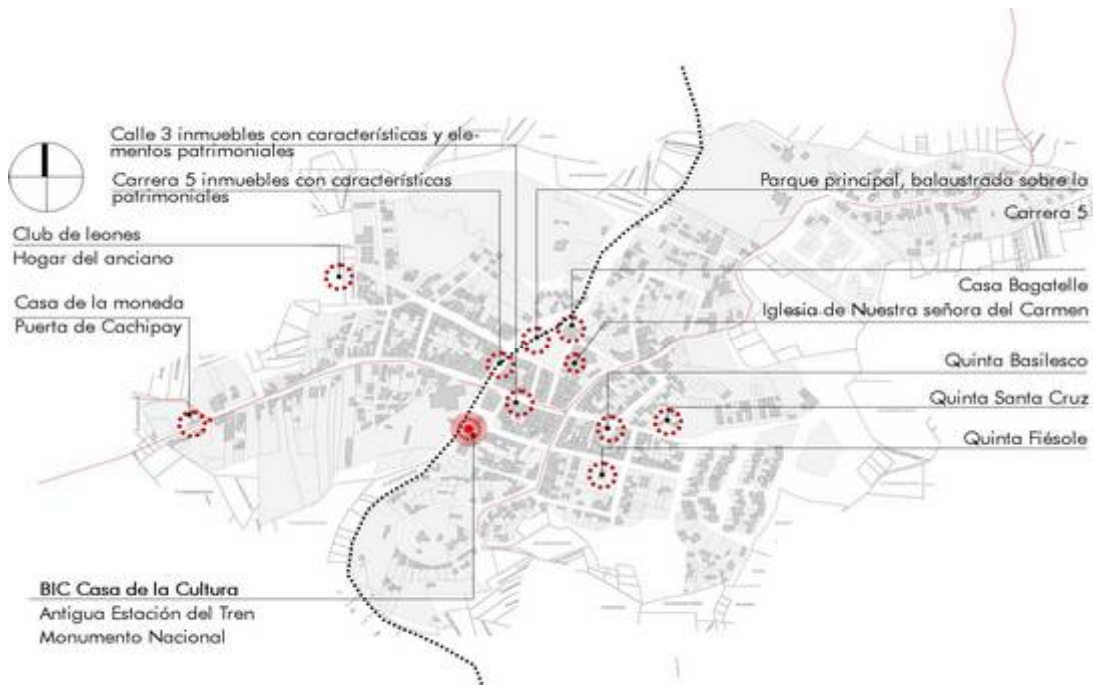 Calle 3 inmuebles con características y ele-
mentos patrimoniales
Carrera 5 inmuebles con características
patrimoniales
Club de leones
Hogar del anciano
Casa de la moneda
Puerta de Cachipay
Parque principal, balaustrada sobre la
Carrera 5
Casa Bagatelle
Iglesia de Nuestra señora del Carmen
Quinta Basilesco
Quinta Santa Cruz
Quinta Fiésole
BIC Casa de la Cultura
Antigua Estación del Tren
Monumento Nacional